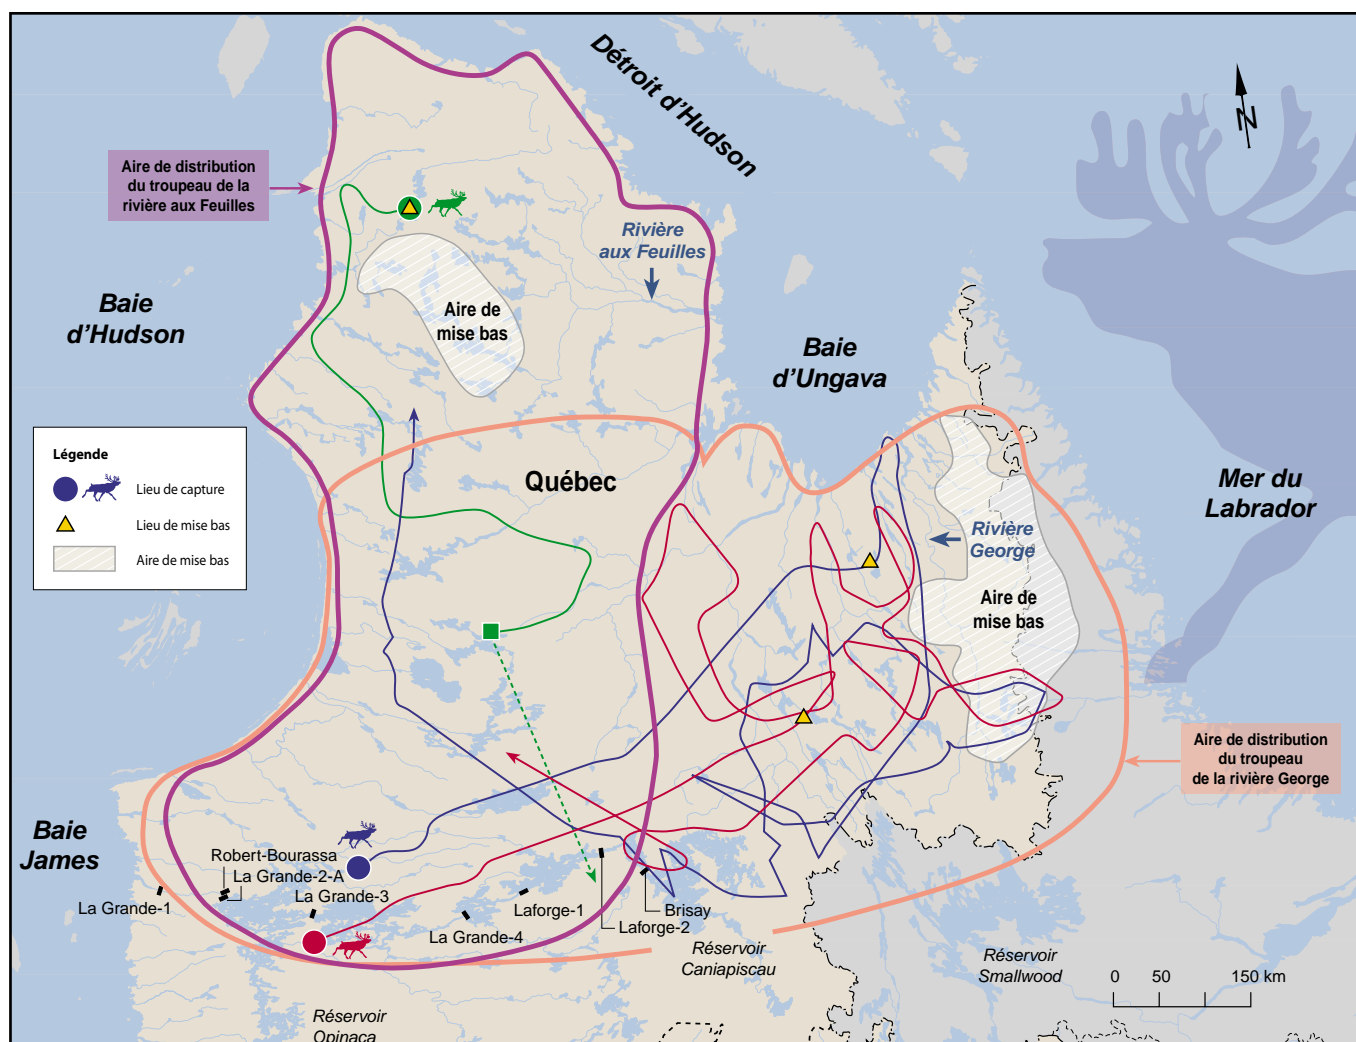 Détroit d'Hudson
N
Aire de distribution
du troupeau de la
rivière aux Feuilles
Rivière
aux Feuilles
Baie
d'Hudson
Aire de
mise bas
Baie
d'Ungava
Légende
Lieu de capture
Lieu de mise bas
Aire de mise bas
Québec
Mer du
Labrador
Rivière
George
Aire de
mise bas
Aire de distribution
du troupeau
de la rivière George
Baie
James
Robert-Bourassa
La Grande-2-A
La Grande-3
La Grande-1
Laforge-1
La Grande-4
Brisay
Laforge-2
Réservoir
Caniapiscau
Réservoir
Smallwood
0 50 150 km
Réservoir
Opinaca